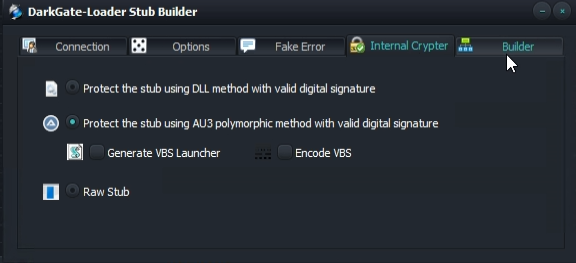 DarkGate-Loader Stub Builder
Connection Options Fake Error Internal Crypter Builder
Protect the stub using DLL method with valid digital signature
Protect the stub using AU3 polymorphic method with valid digital signature
Generate VBS Launcher Encode VBS
Raw Stub